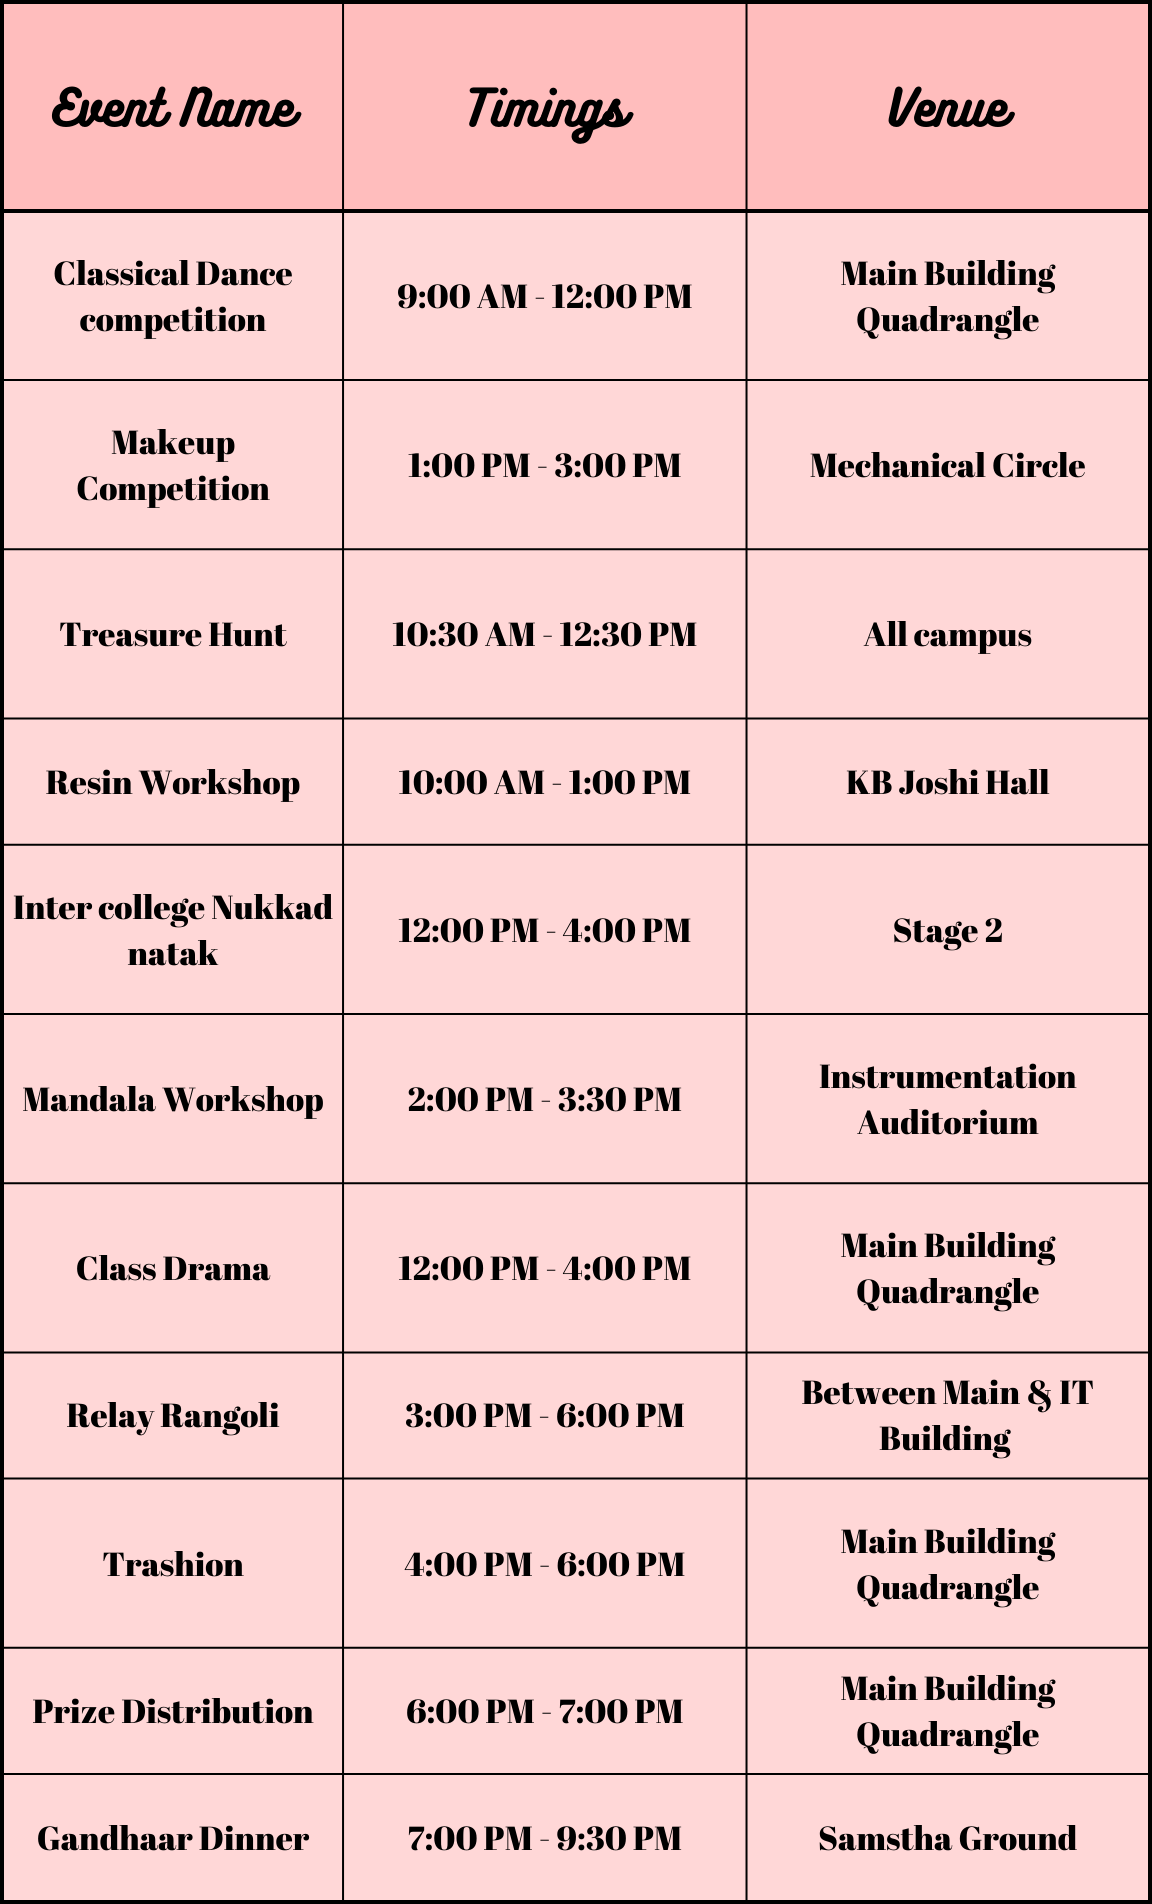 Event Name
Timings
Venue
Classical Dance
competition
9:00 AM - 12:00 PM
Main Building
Quadrangle
Makeup
Competition
1:00 PM - 3:00 PM
Mechanical Circle
Treasure Hunt
10:30 AM - 12:30 PM
All campus
Resin Workshop
10:00 AM - 1:00 PM
KB Joshi Hall
Inter college Nukkad
natak
12:00 PM - 4:00 PM
Stage 2
Mandala Workshop
2:00 PM - 3:30 PM
Instrumentation
Auditorium
Class Drama
12:00 PM - 4:00 PM
Main Building
Quadrangle
Relay Rangoli
3:00 PM - 6:00 PM
Between Main & IT
Building
Trashion
4:00 PM - 6:00 PM
Main Building
Quadrangle
Prize Distribution
6:00 PM - 7:00 PM
Main Building
Quadrangle
Gandhaar Dinner
7:00 PM - 9:30 PM
Samstha Ground